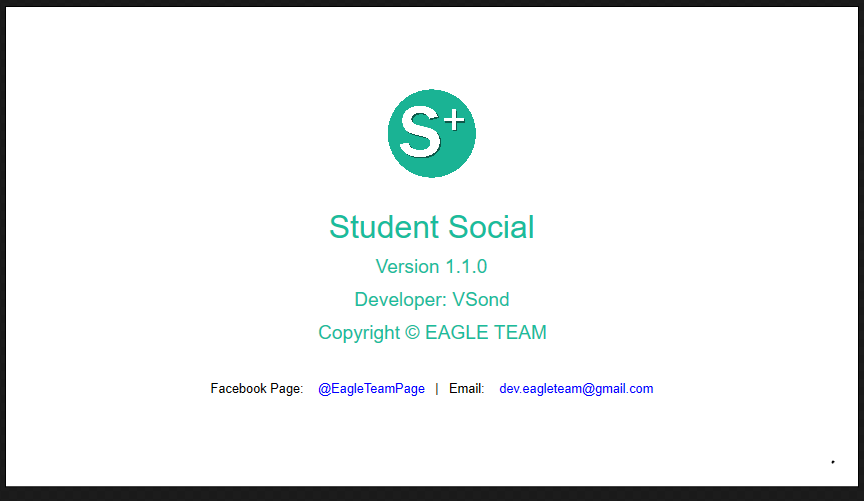 S+
Student Social
Version 1.1.0
Developer: VSond
Copyright © EAGLE TEAM
Facebook Page: @EagleTeamPage | Email: dev.eagleteam@gmail.com